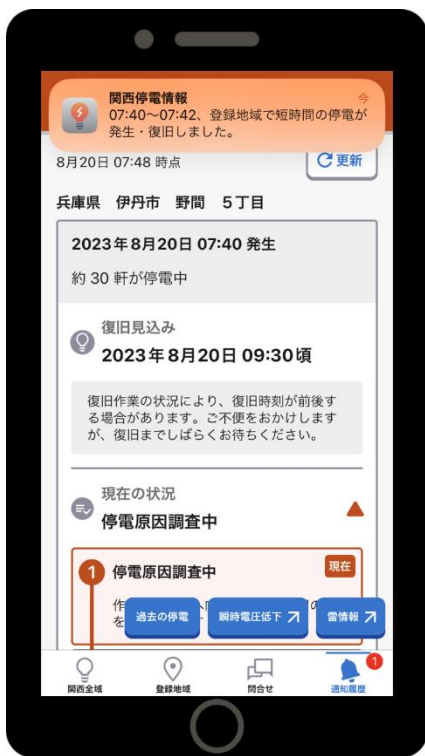 関西停電情報
今
07:40～07:42、登録地域で短時間の停電が
発生・復旧しました。
8月20日 07:48 時点
更新
兵庫県 伊丹市 野間 5丁目
2023年8月20日 07:40 発生
約 30 軒が停電中
復旧見込み
2023年8月20日 09:30頃
復旧作業の状況により、復旧時刻が前後す
る場合があります。ご不便をおかけします
が、復旧までしばらくお待ちください。
現在の状況
停電原因調査中
1
停電原因調査中
現在
作
を
過去の停電
瞬時電圧低下
雷情報
1
関西全域
登録地域
問合せ
通知履歴